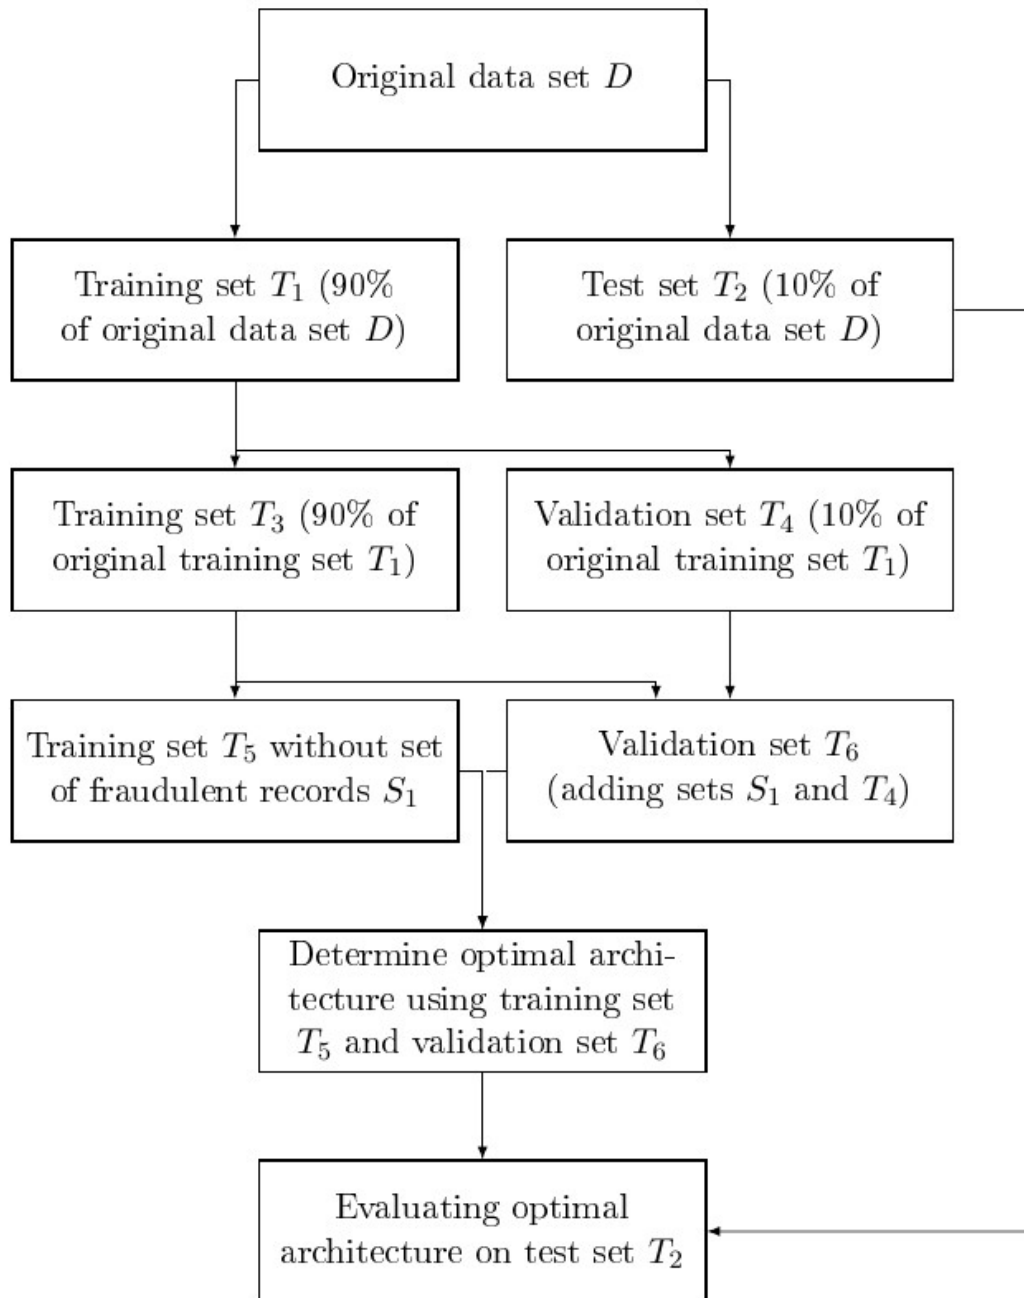 Original data set D
Training set T₁ (90%
of original data set D)
Test set T₂ (10% of
original data set D)
Training set T₃ (90% of
original training set T₁)
Validation set T₄ (10% of
original training set T₁)
Training set T₅ without set
of fraudulent records S₁
Validation set T₆
(adding sets S₁ and T₄)
Determine optimal archi-
tecture using training set
T₅ and validation set T₆
Evaluating optimal
architecture on test set T₂